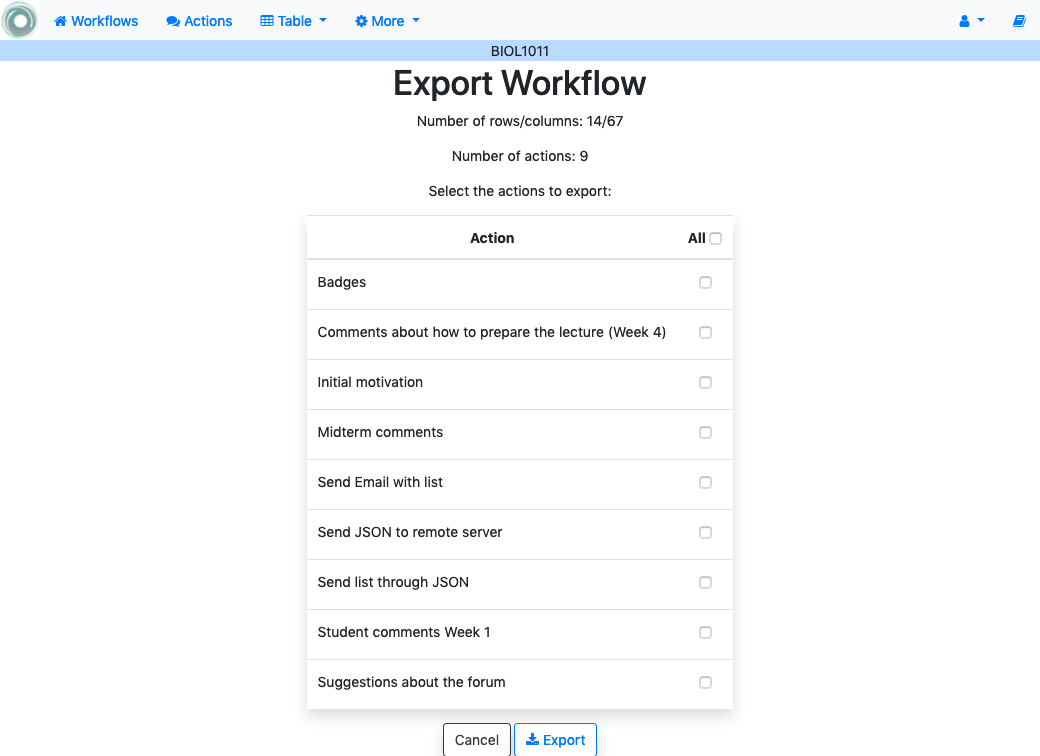 Workflows Actions Table More
BIOL1011
Export Workflow
Number of rows/columns: 14/67
Number of actions: 9
Select the actions to export:
Action All
Badges
Comments about how to prepare the lecture (Week 4)
Initial motivation
Midterm comments
Send Email with list
Send JSON to remote server
Send list through JSON
Student comments Week 1
Suggestions about the forum
Cancel Export